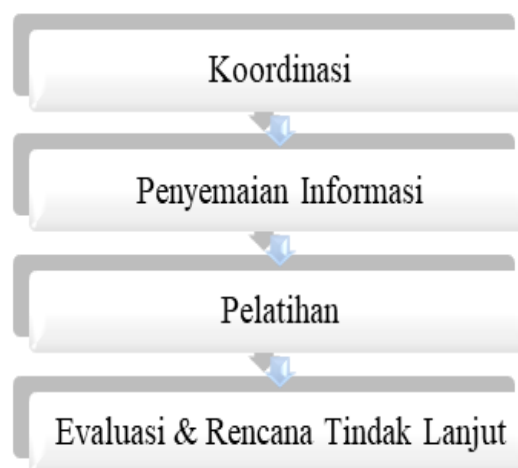 Koordinasi
Penyemaian Informasi
Pelatihan
Evaluasi & Rencana Tindak Lanjut